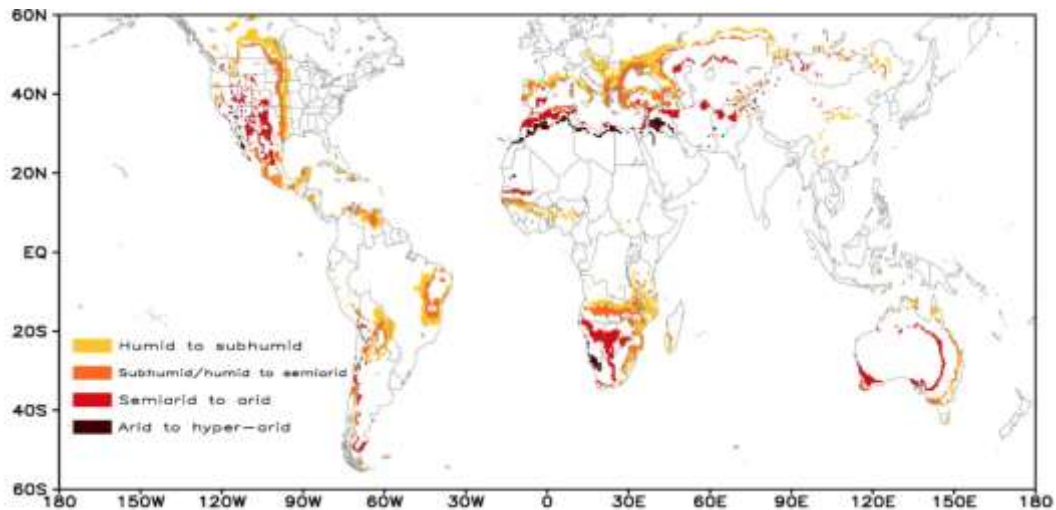 60N
40N
20N
EQ
20S
40S
60S
Humid to subhumid
Subhumid/humid to semiarid
Semiarid to arid
Arid to hyper-arid
180 150W 120W 90W 60W 30W 0 30E 60E 90E 120E 150E 180